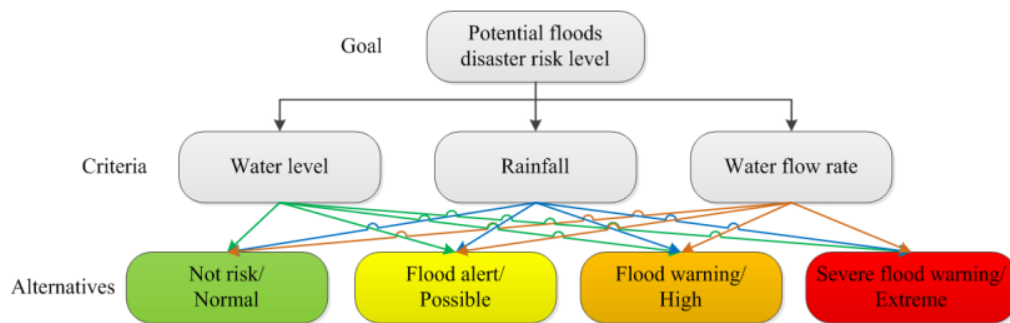 Goal
Potential floods
disaster risk level
Criteria
Water level
Rainfall
Water flow rate
Alternatives
Not risk/
Normal
Flood alert/
Possible
Flood warning/
High
Severe flood warning/
Extreme